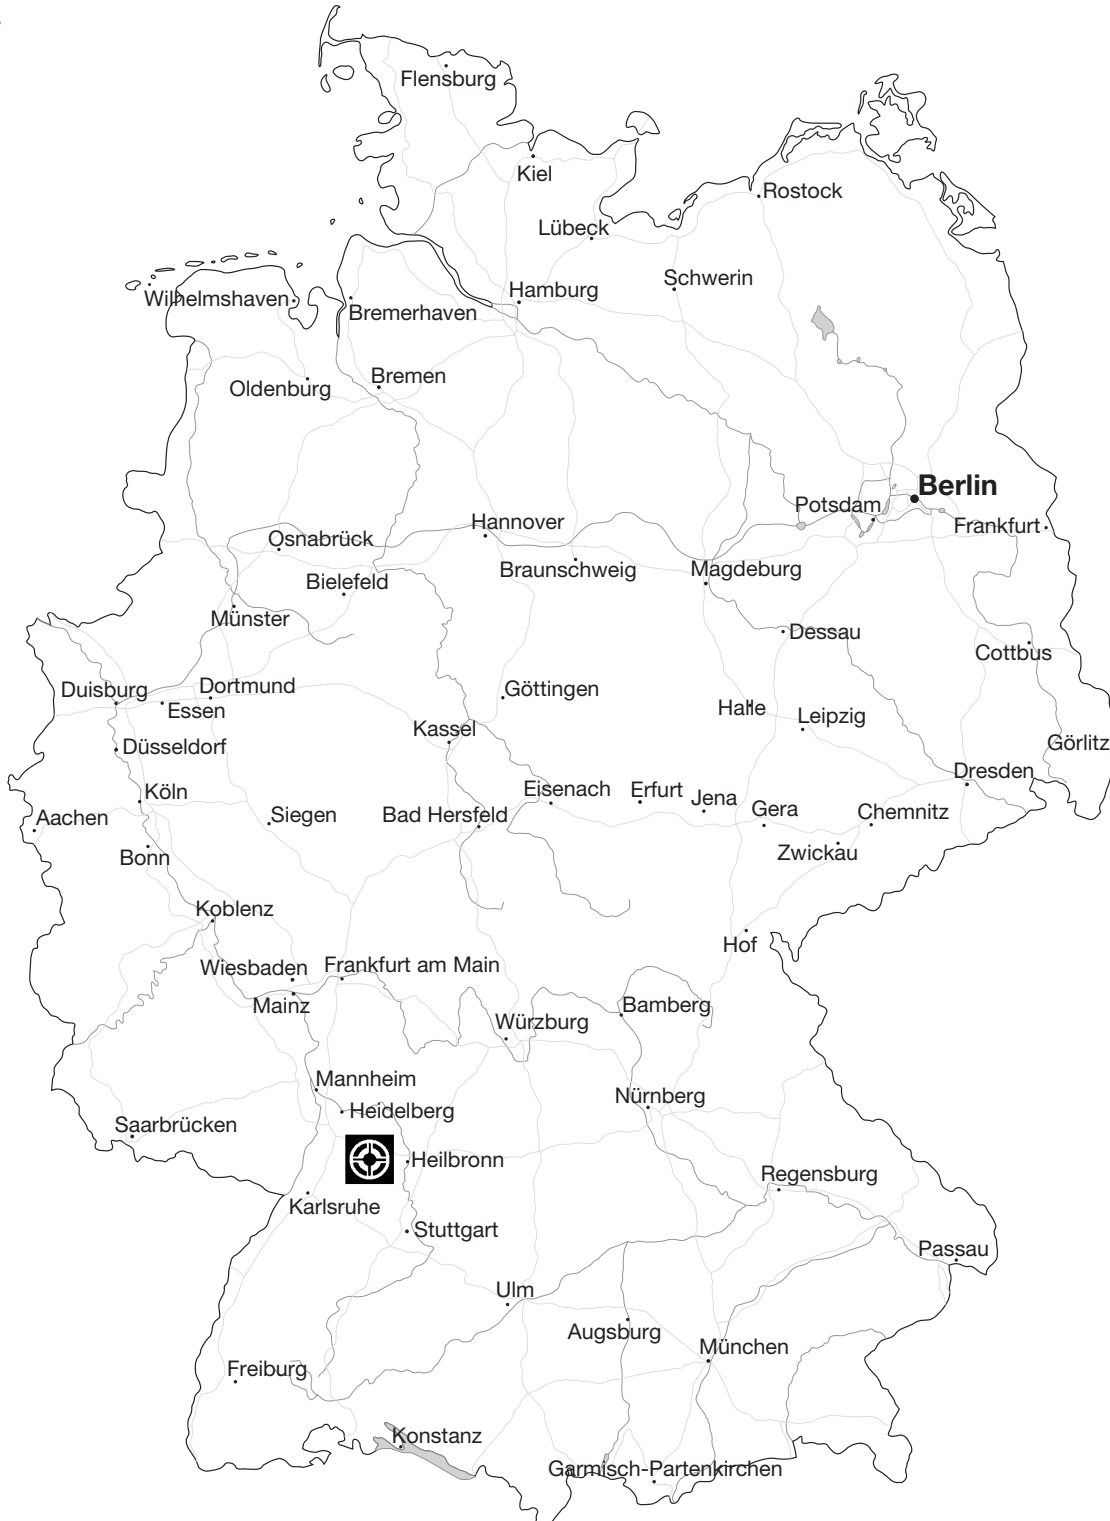 Flensburg
Kiel
Rostock
Lübeck
Schwerin
Hamburg
Wilhelmshaven
Bremerhaven
Bremen
Oldenburg
Berlin
Potsdam
Frankfurt
Hannover
Osnabrück
Braunschweig
Magdeburg
Bielefeld
Münster
Dessau
Cottbus
Duisburg
Dortmund
Göttingen
Essen
Halle
Leipzig
Kassel
Düsseldorf
Görlitz
Dresden
Köln
Eisenach
Erfurt
Jena
Gera
Chemnitz
Aachen
Siegen
Bad Hersfeld
Zwickau
Bonn
Koblenz
Hof
Wiesbaden
Frankfurt am Main
Mainz
Bamberg
Würzburg
Mannheim
Nürnberg
Heidelberg
Saarbrücken
Heilbronn
Regensburg
Karlsruhe
Stuttgart
Passau
Ulm
Augsburg
München
Freiburg
Konstanz
Garmisch-Partenkirchen